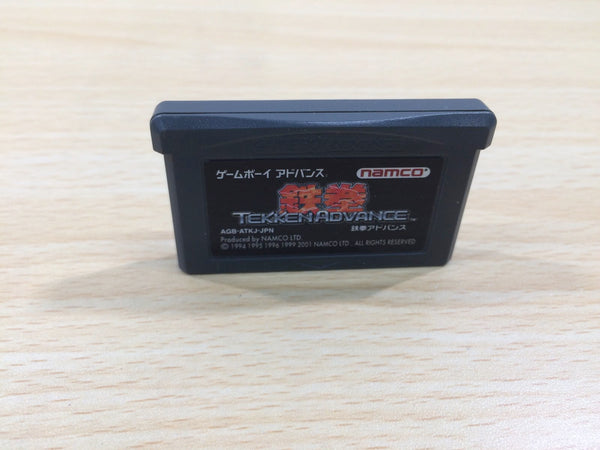 ゲームボーイ アドバンス namco
鉄拳
TEKKEN ADVANCE™
AGB-ATKJ-JPN 鉄拳アドバンス
Produced by NAMCO LTD.
© 1994 1995 1996 1999 2001 NAMCO LTD., ALL RIGHTS RESERVED